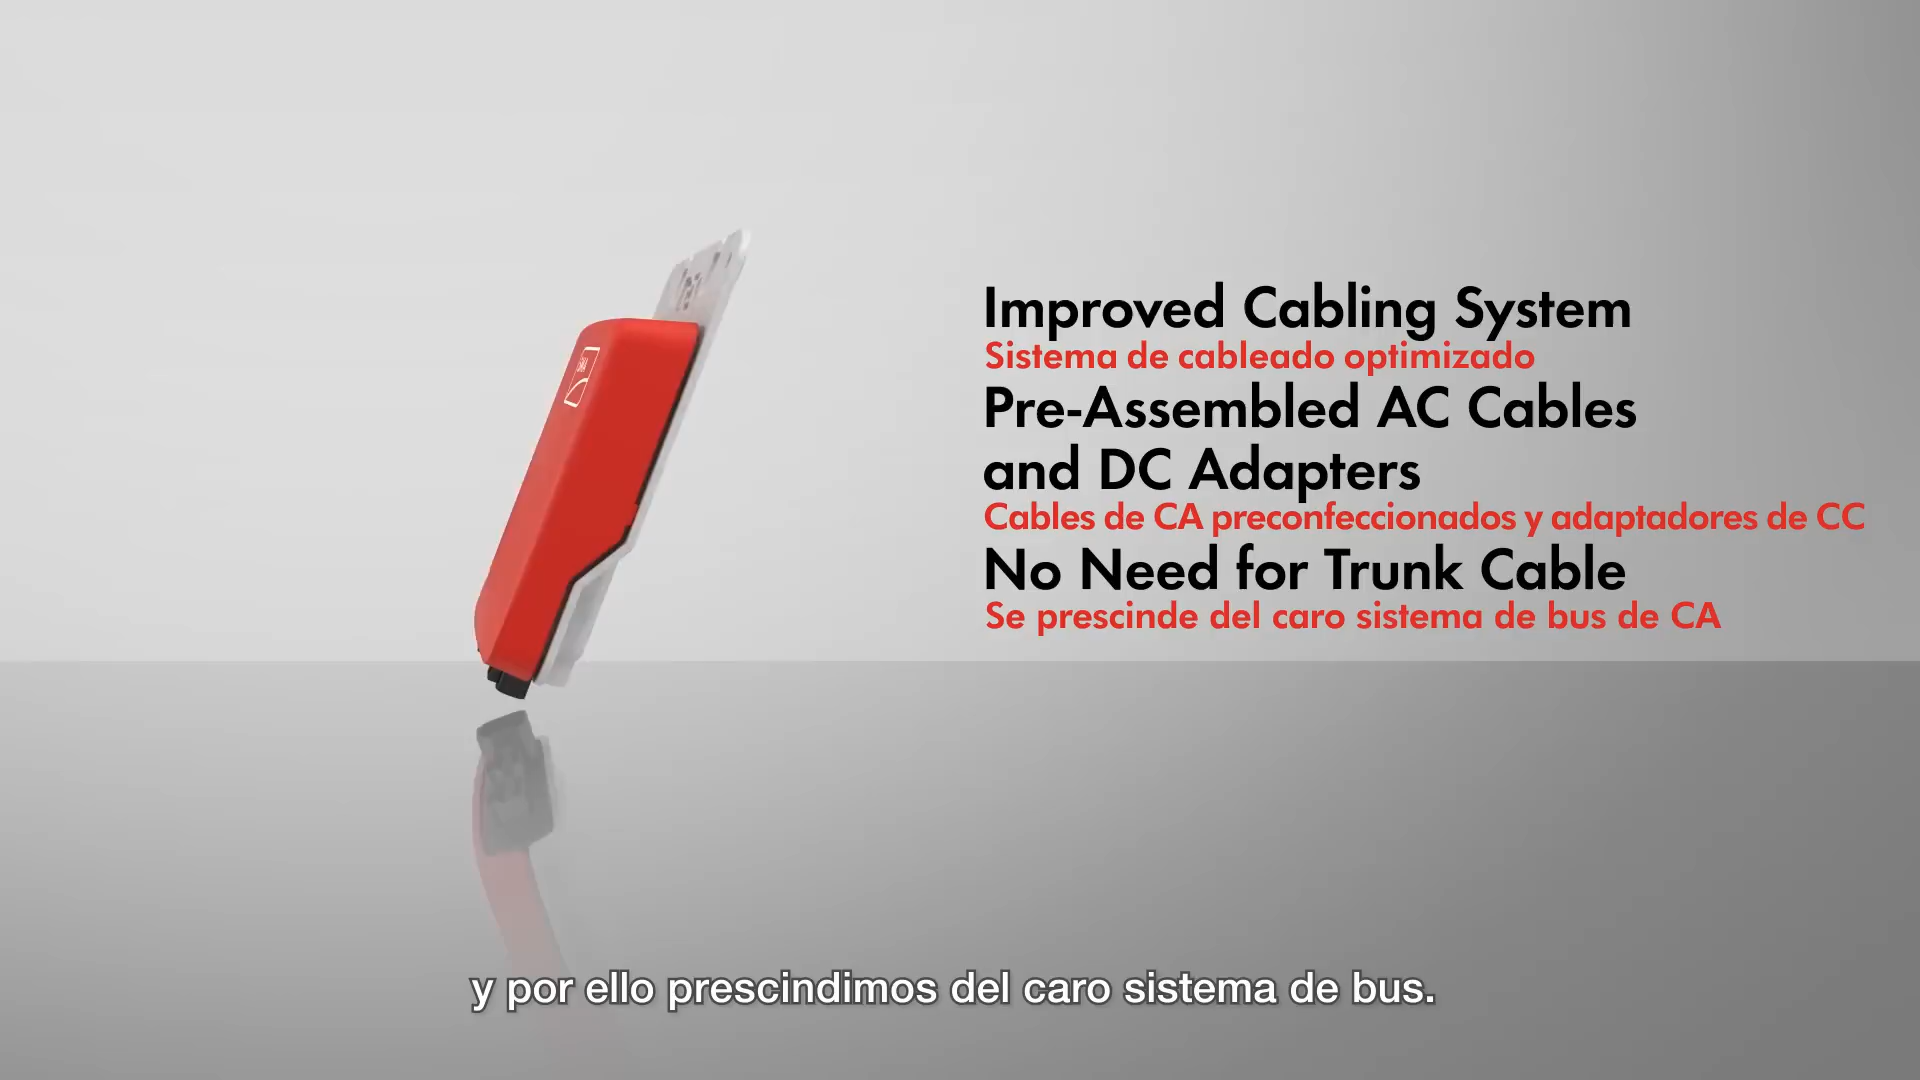 Improved Cabling System
Sistema de cableado optimizado
Pre-Assembled AC Cables
and DC Adapters
Cables de CA preconfeccionados y adaptadores de CC
No Need for Trunk Cable
Se prescinde del caro sistema de bus de CA
y por ello prescindimos del caro sistema de bus.